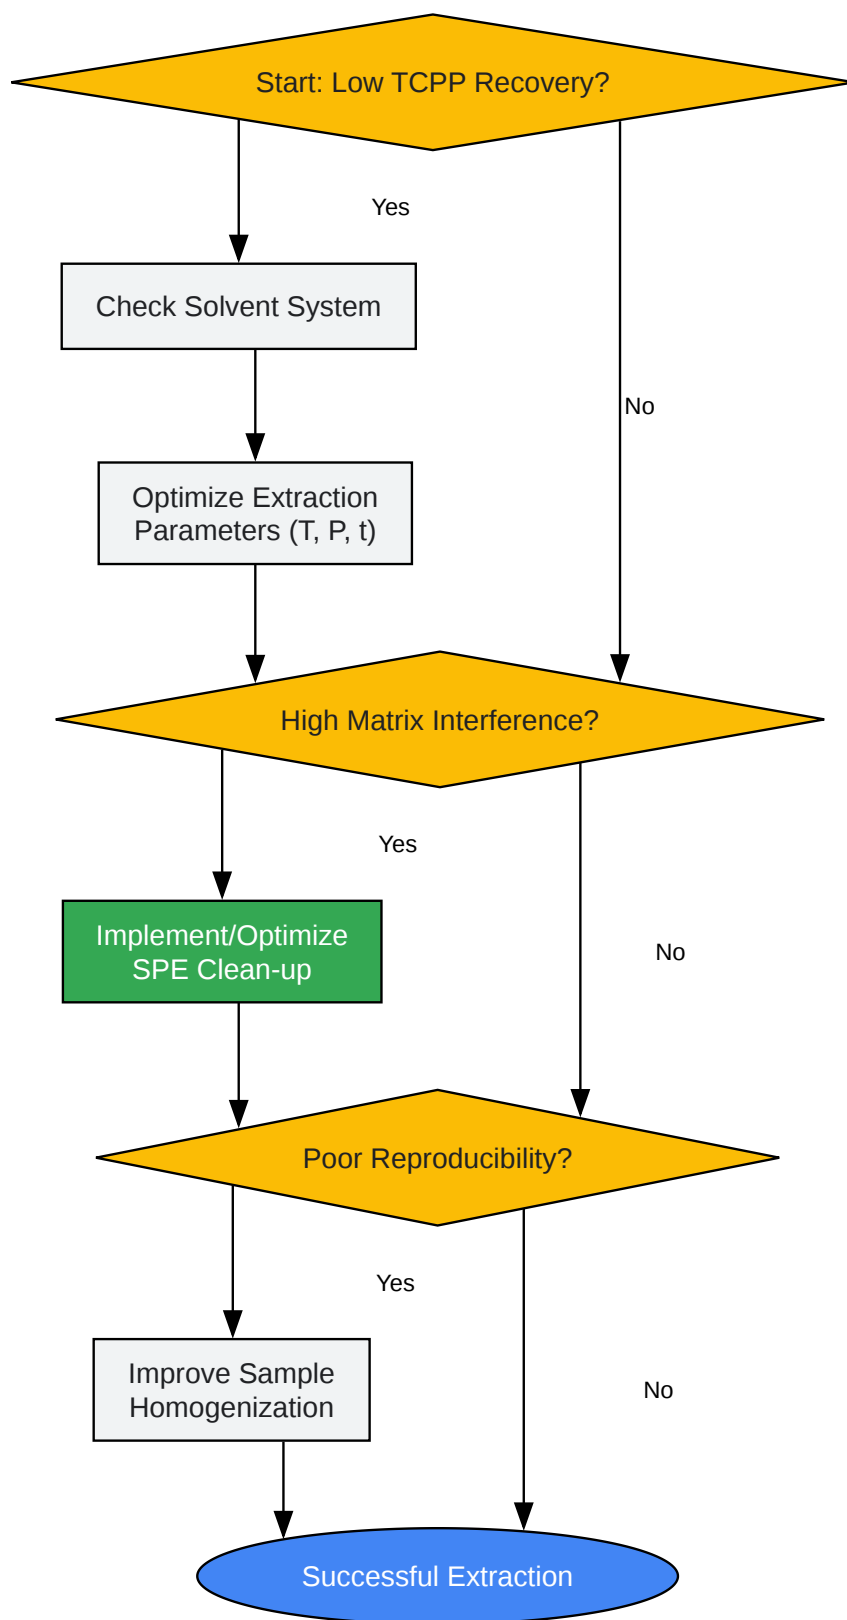 Start: Low TCPP Recovery?
Yes
Check Solvent System
No
Optimize Extraction
Parameters (T, P, t)
High Matrix Interference?
Yes
Implement/Optimize
SPE Clean-up
No
Poor Reproducibility?
Yes
Improve Sample
Homogenization
No
Successful Extraction